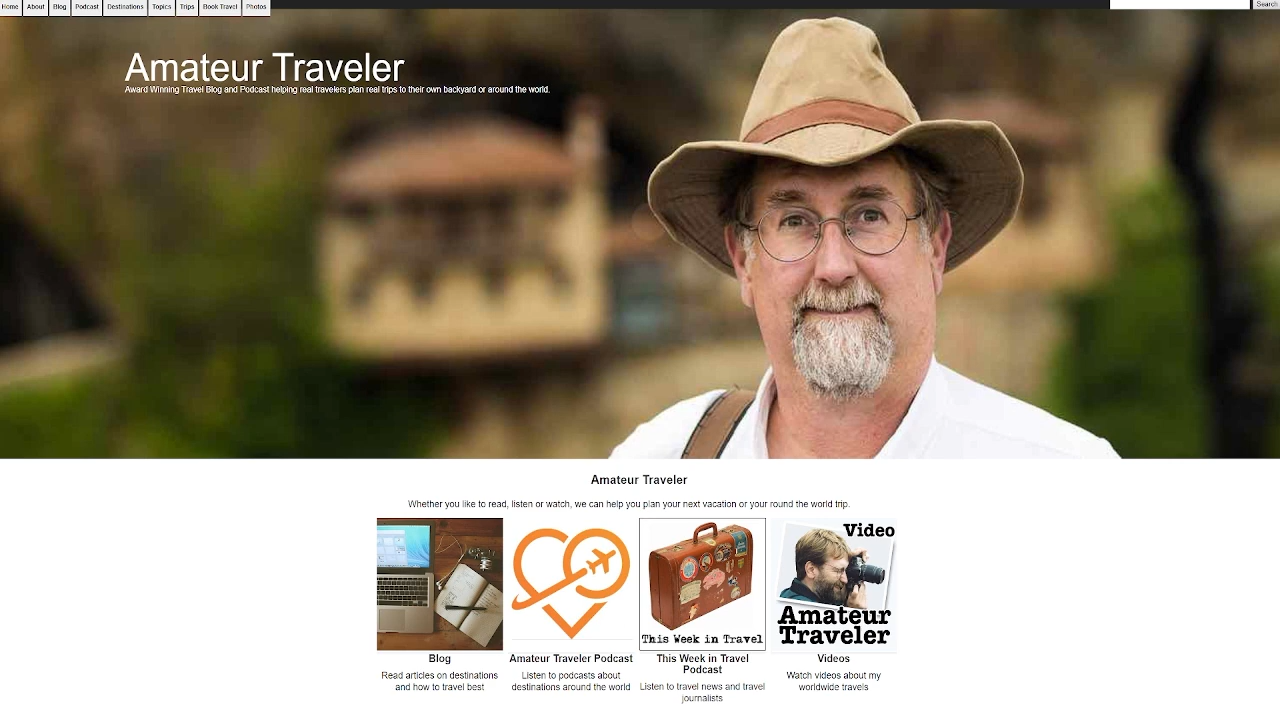 Home About Blog Podcast Destinations Topics Trips Book Travel Photos Search
Amateur Traveler
Award Winning Travel Blog and Podcast helping real travelers plan real trips to their own backyard or around the world.
Amateur Traveler
Whether you like to read, listen or watch, we can help you plan your next vacation or your round the world trip.
This Week in Travel
Video
Amateur
Traveler
Blog
Read articles on destinations
and how to travel best
Amateur Traveler Podcast
Listen to podcasts about
destinations around the world
This Week in Travel
Podcast
Listen to travel news and travel
journalists
Videos
Watch videos about my
worldwide travels